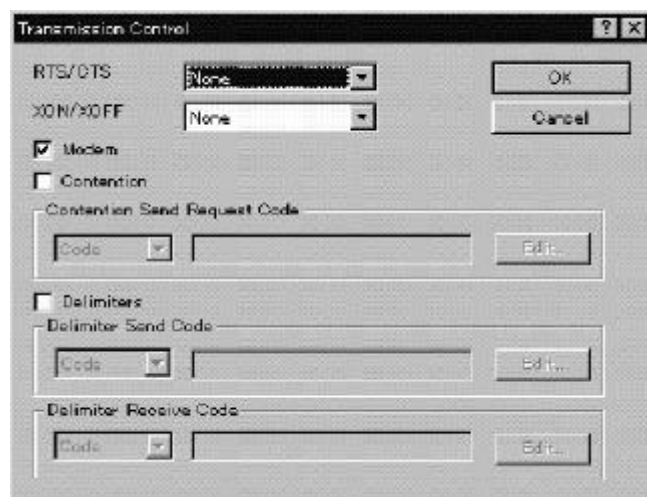 Transmission Control
RTS/CTS None OK
XON/XOFF None Cancel
Modem
Contention
Contention Send Request Code
Code Edit...
Delimiters
Delimiter Send Code
Code Edit...
Delimiter Receive Code
Code Edit...